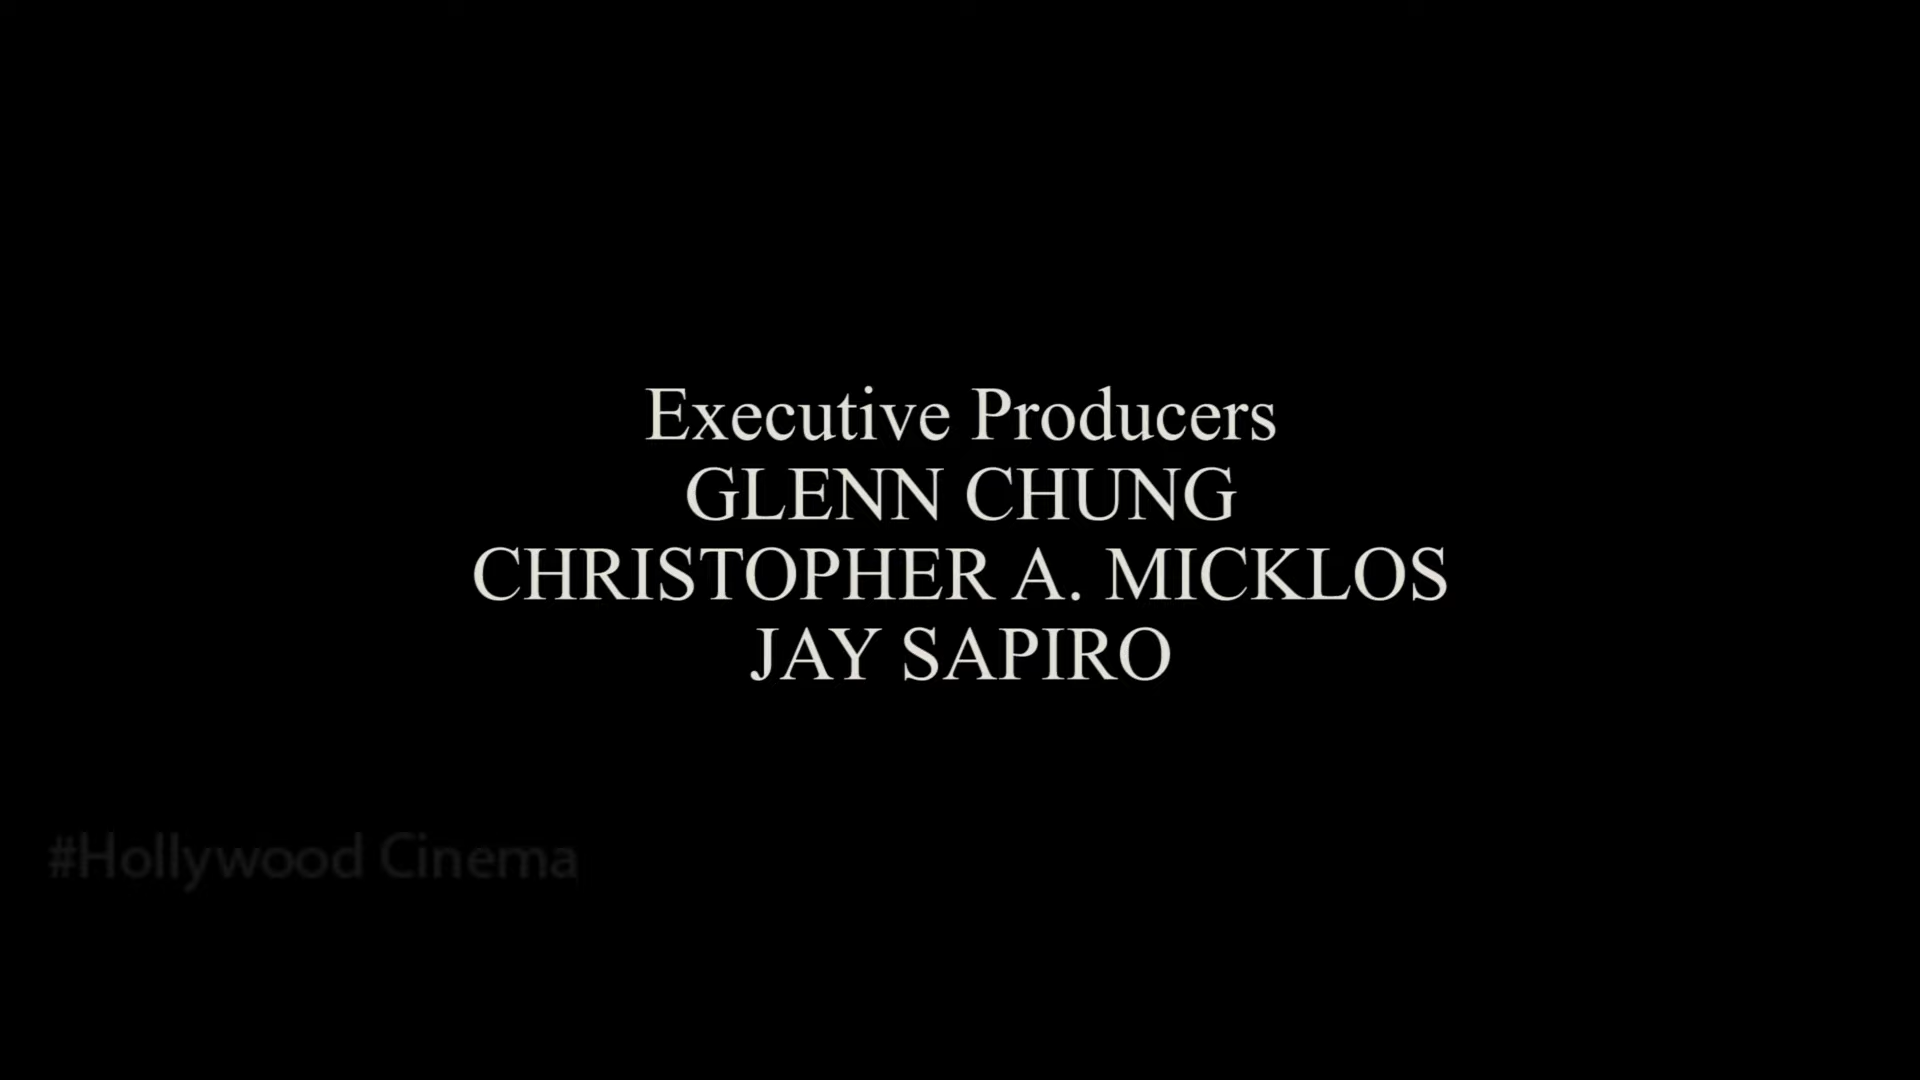 Executive Producers
GLENN CHUNG
CHRISTOPHER A. MICKLOS
JAY SAPIRO
#Hollywood Cinema